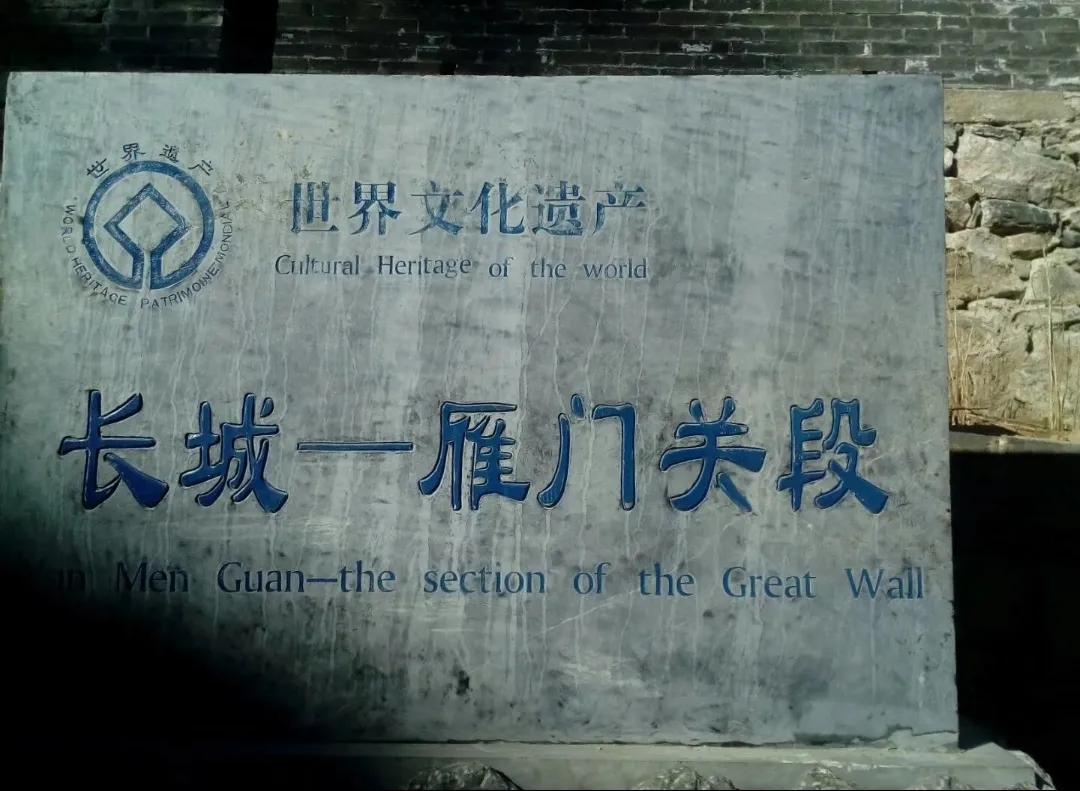 世界遗产
WORLD HERITAGE PATRIMOINE MONDIAL
世界文化遗产
Cultural Heritage of the world
长城—雁门关段
Men Guan—the section of the Great Wall